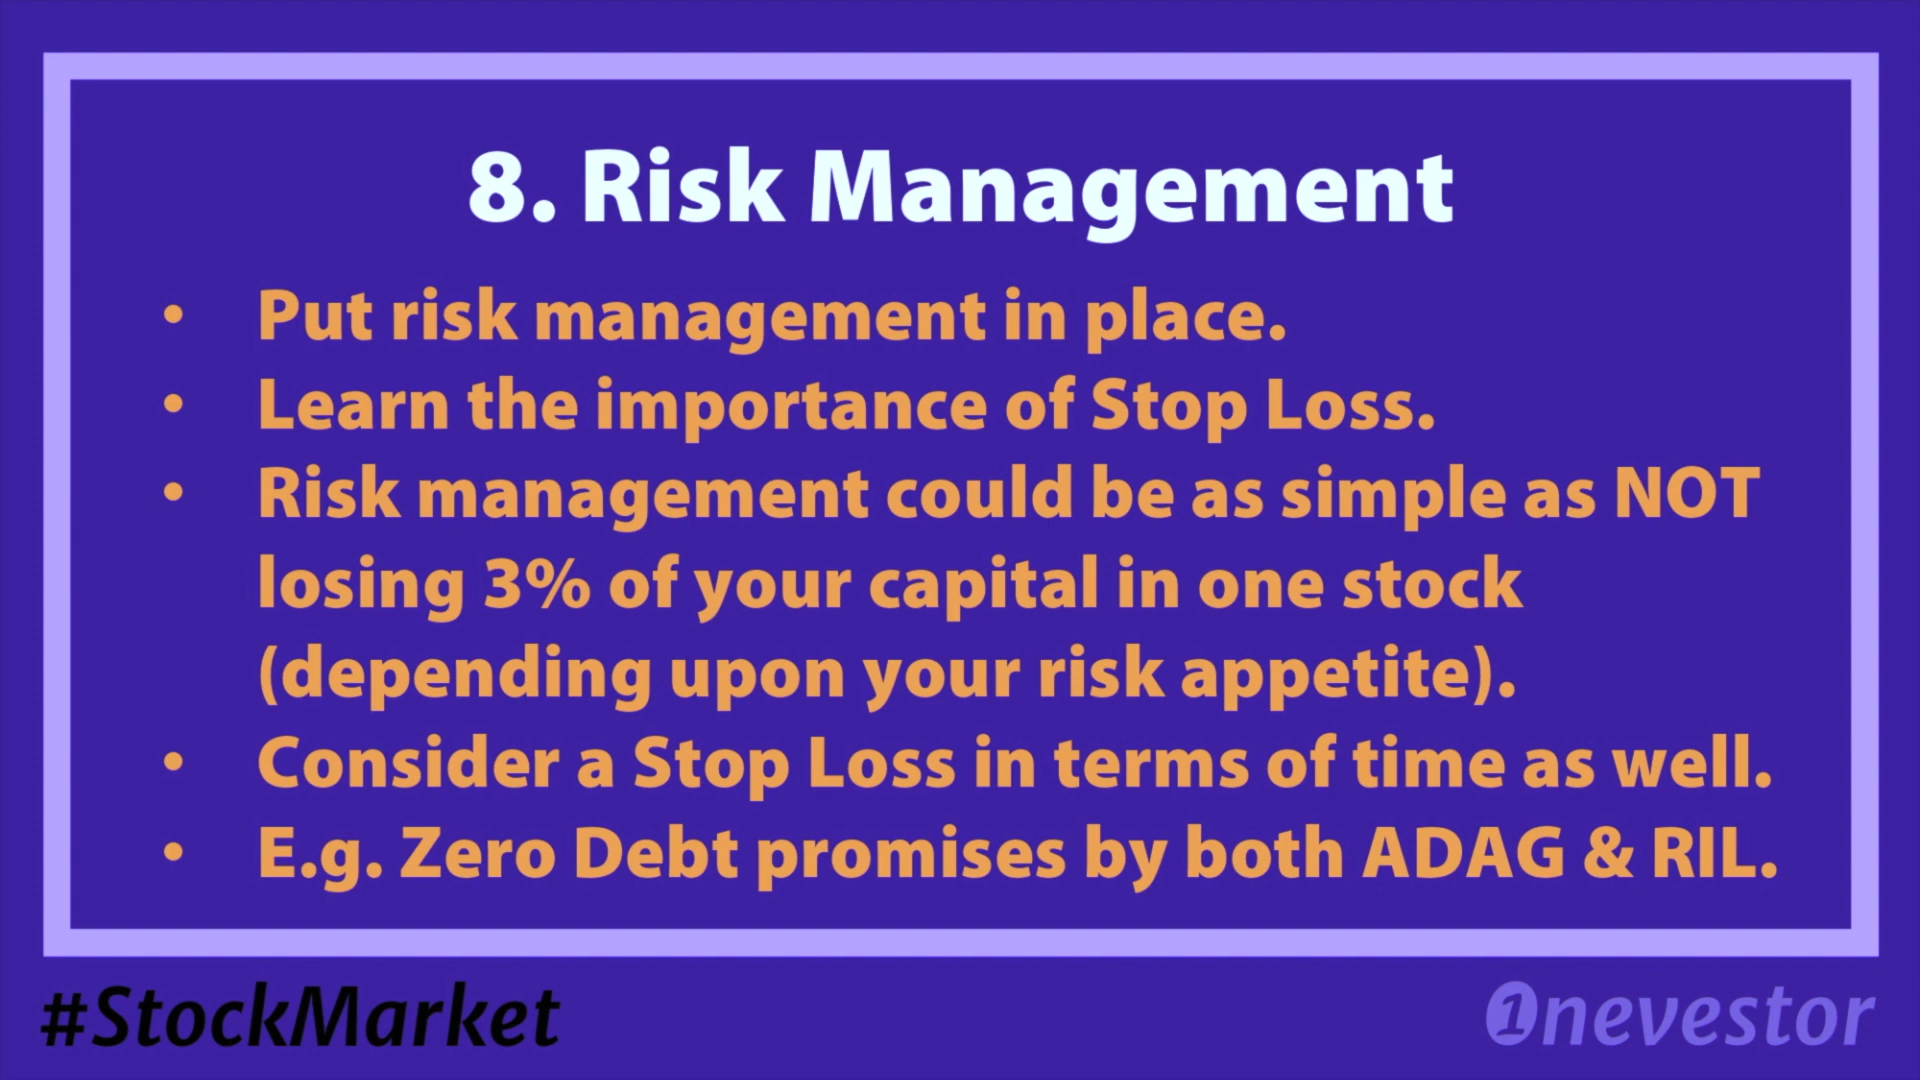 8. Risk Management
• Put risk management in place.
• Learn the importance of Stop Loss.
• Risk management could be as simple as NOT
losing 3% of your capital in one stock
(depending upon your risk appetite).
• Consider a Stop Loss in terms of time as well.
• E.g. Zero Debt promises by both ADAG & RIL.
#StockMarket
1nevestor